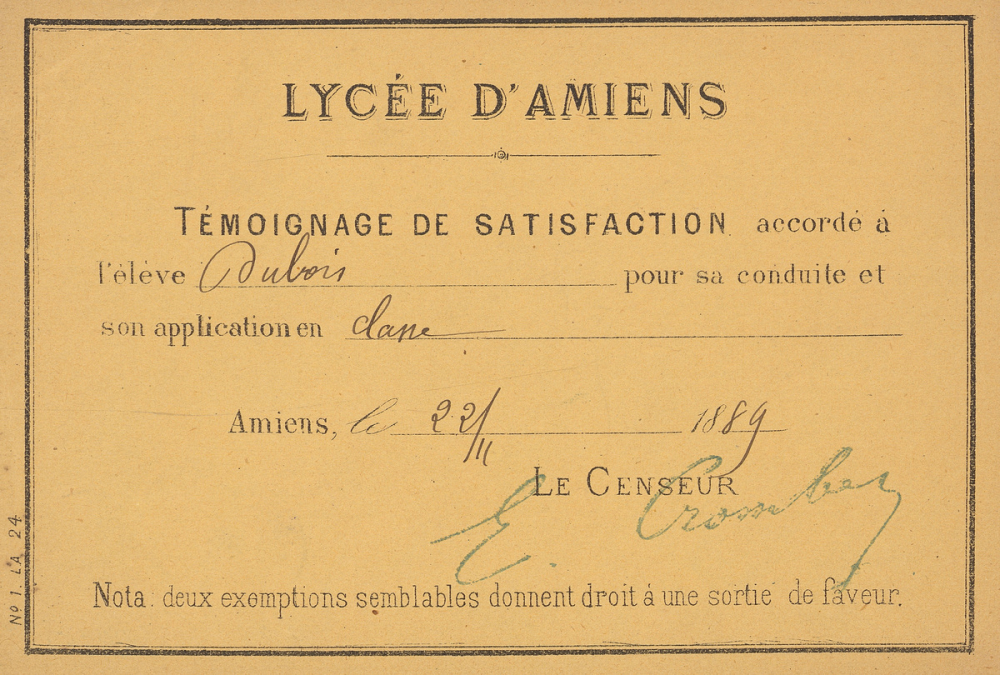 LYCÉE D'AMIENS
TÉMOIGNAGE DE SATISFACTION accordé à
l'élève Dubois pour sa conduite et
son application en classe
Amiens, le 22/11 1889
LE CENSEUR
E.
Nota. deux exemptions semblables donnent droit à une sortie de faveur.
Nº 1. LA 24